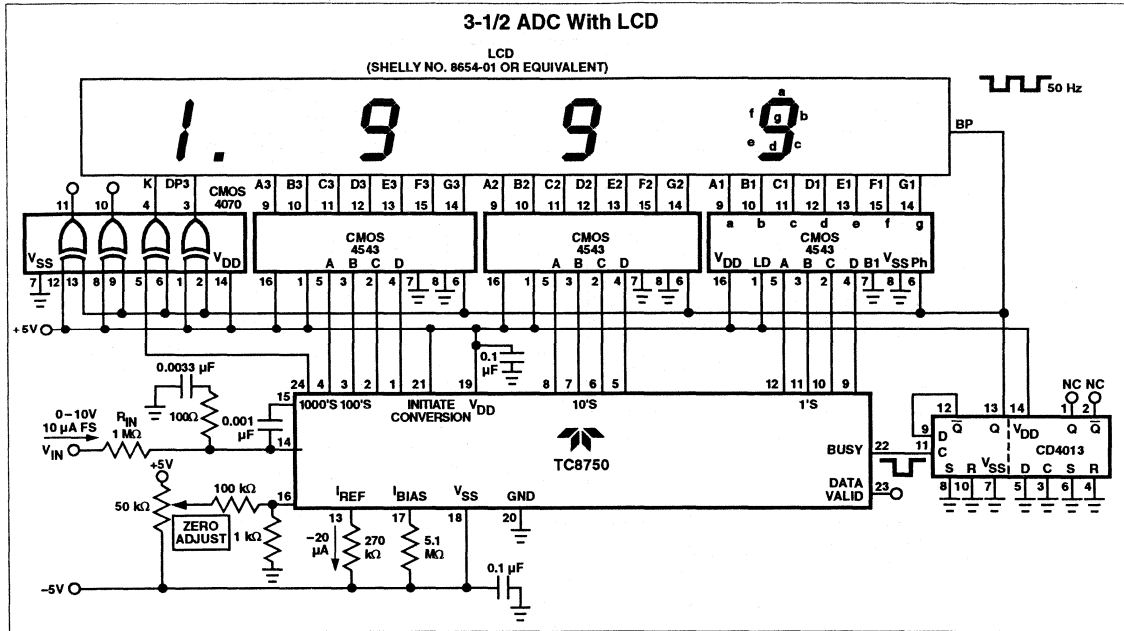 3-1/2 ADC With LCD
LCD
(SHELLY NO. 8654-01 OR EQUIVALENT)
50 Hz
1. 9 9 9
a
f g b
e d c
BP
K DP3 CMOS 4070
A3 B3 C3 D3 E3 F3 G3
A2 B2 C2 D2 E2 F2 G2
A1 B1 C1 D1 E1 F1 G1
11 10 4 3
9 10 11 12 13 15 14
9 10 11 12 13 15 14
9 10 11 12 13 15 14
a b c d e f g
VSS VDD
CMOS 4543
CMOS 4543
CMOS 4543
A B C D
A B C D
VDD LD A B C D B1 VSS Ph
7 12 13 8 9 5 6 1 2 14
16 1 5 3 2 4 7 8 6
16 1 5 3 2 4 7 8 6
16 1 5 3 2 4 7 8 6
+5V
0.0033 µF
100Ω
0.001 µF
0.1 µF
24 4 3 2 1 21 19 8 7 6 5 12 11 10 9
15
1000'S 100'S INITIATE CONVERSION VDD 10'S 1'S
0–10V
10 µA FS
VIN
RIN
1 MΩ
14
TC8750
BUSY 22
DATA VALID 23
NC NC
12 13 14 1 2
9 D Q̅ Q VDD Q Q̅
11 C
CD4013
S R VSS D C S R
8 10 7 5 3 6 4
+5V
50 kΩ
100 kΩ
16
ZERO ADJUST
1 kΩ
IREF IBIAS VSS GND
13 17 18 20
–20 µA
270 kΩ
5.1 MΩ
0.1 µF
–5V